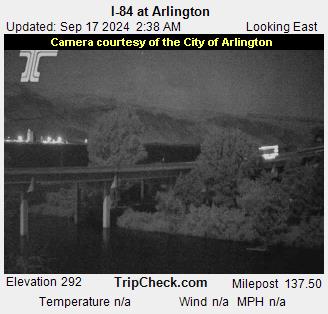 I-84 at Arlington
Updated: Sep 17 2024 2:38 AM Looking East
Camera courtesy of the City of Arlington
Elevation 292 TripCheck.com Milepost 137.50
Temperature n/a Wind n/a MPH n/a